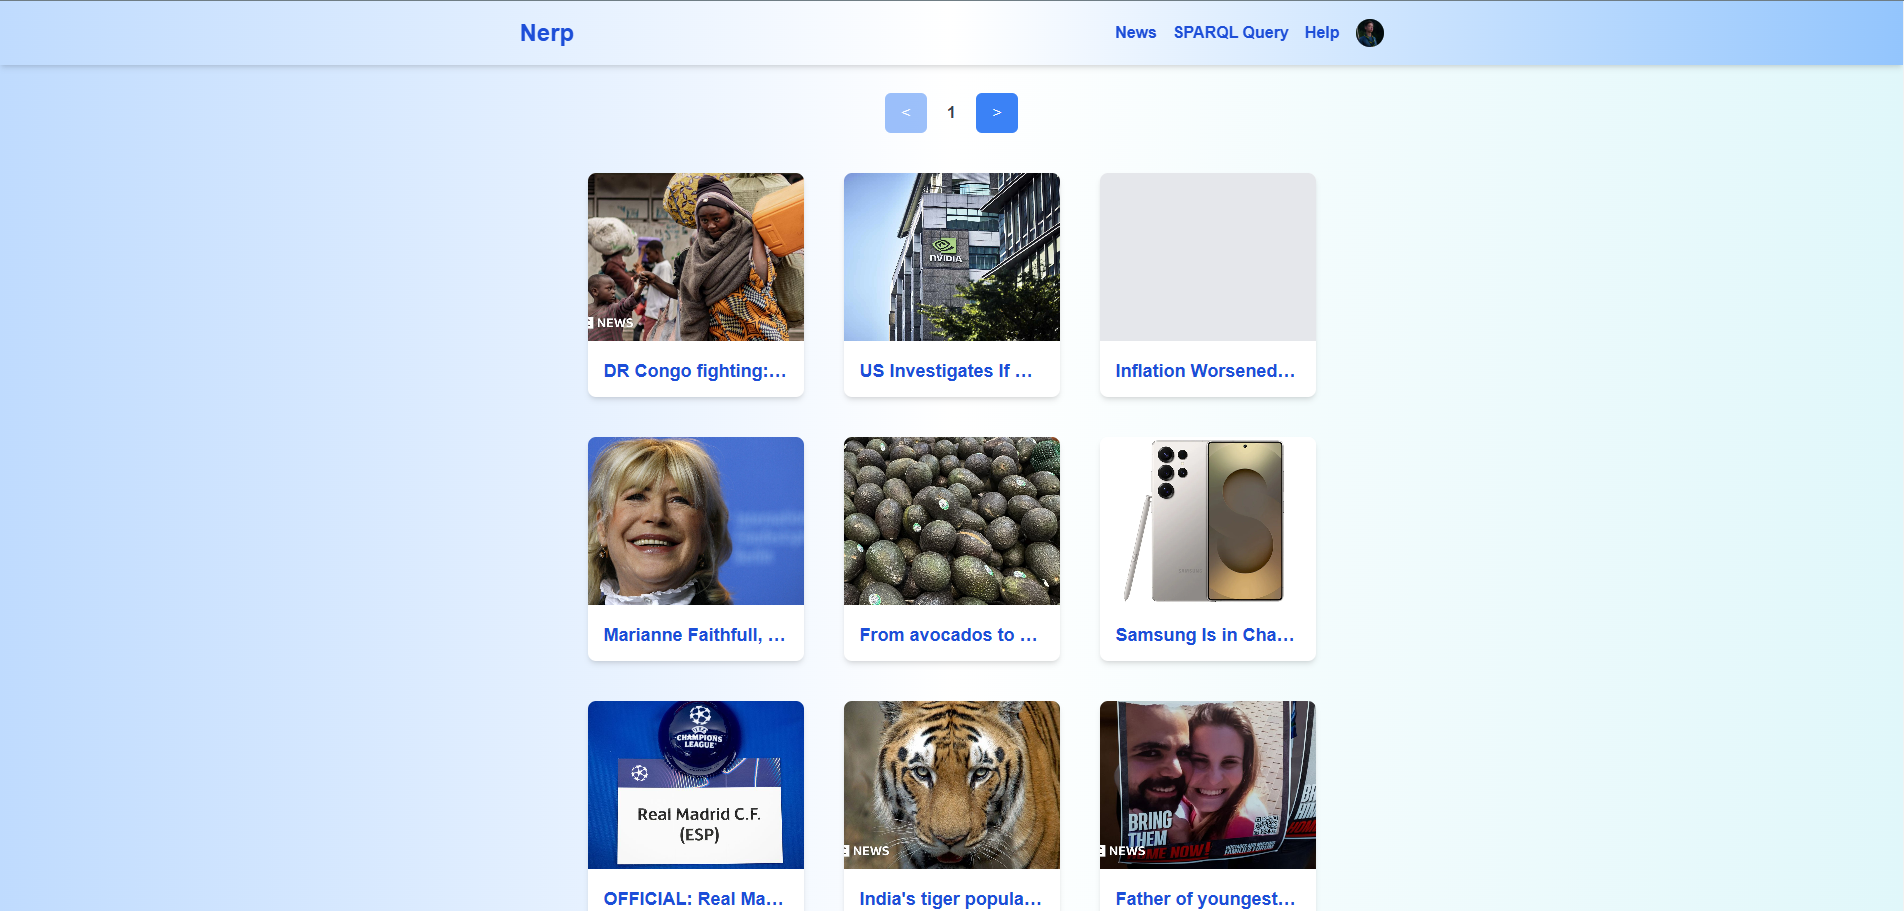 Nerp
News
SPARQL Query
Help
<
1
>
NEWS
DR Congo fighting:...
NVIDIA
US Investigates If ...
Inflation Worsened...
Marianne Faithfull, ...
From avocados to ...
SAMSUNG
Samsung Is in Cha...
CHAMPIONS
LEAGUE
Real Madrid C.F.
(ESP)
OFFICIAL: Real Ma...
NEWS
India's tiger popula...
BRING
THEM
HOME NOW!
NEWS
Father of youngest...